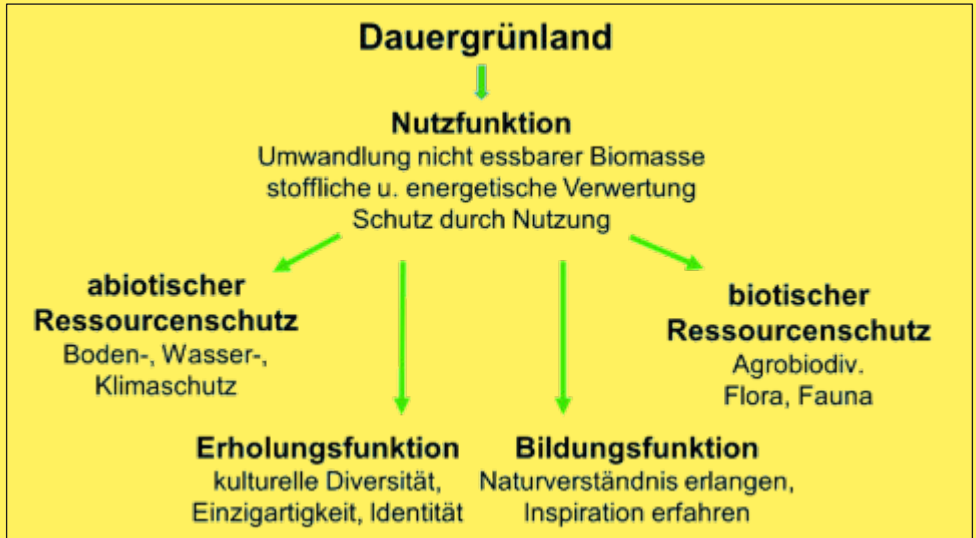 Dauergrünland
Nutzfunktion
Umwandlung nicht essbarer Biomasse
stoffliche u. energetische Verwertung
Schutz durch Nutzung
abiotischer
Ressourcenschutz
Boden-, Wasser-,
Klimaschutz
biotischer
Ressourcenschutz
Agrobiodiv.
Flora, Fauna
Erholungsfunktion
kulturelle Diversität,
Einzigartigkeit, Identität
Bildungsfunktion
Naturverständnis erlangen,
Inspiration erfahren